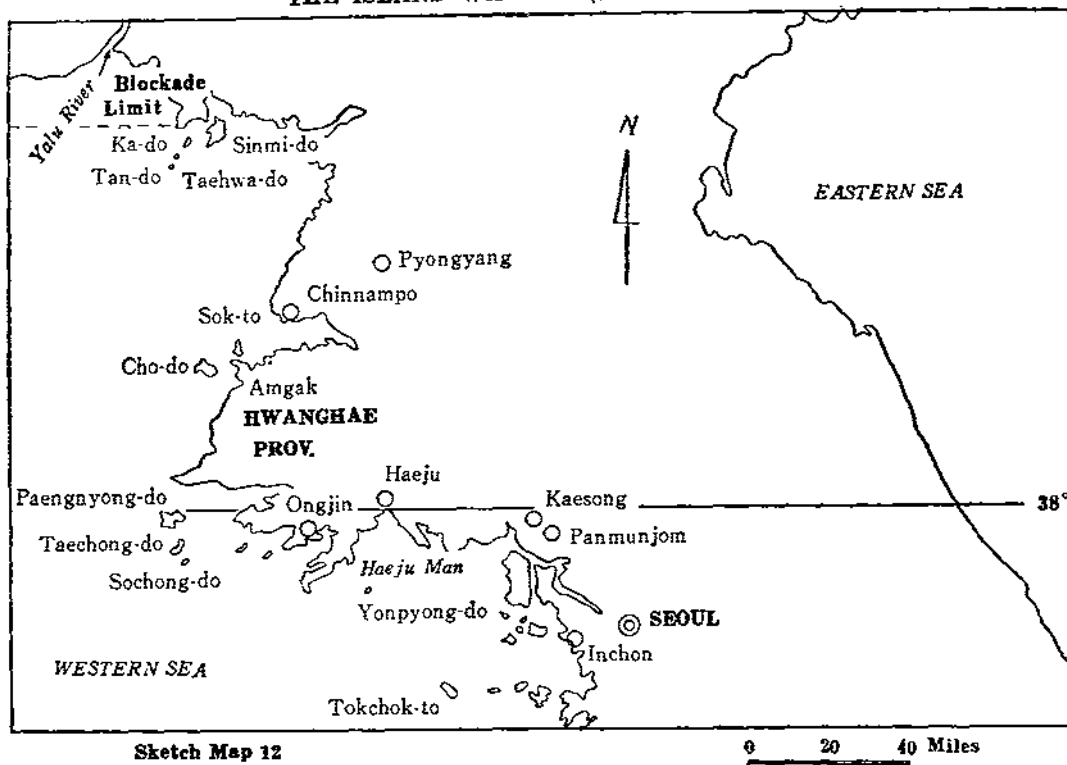 THE ISLAND
Yalu River
Blockade
Limit
Ka-do
Sinmi-do
Tan-do
Taehwa-do
N
EASTERN SEA
Pyongyang
Chinnampo
Sok-to
Cho-do
Amgak
HWANGHAE
PROV.
Paengnyong-do
Ongjin
Haeju
Kaesong
38°
Panmunjom
Taechong-do
Sochong-do
Haeju Man
Yonpyong-do
SEOUL
Inchon
WESTERN SEA
Tokchok-to
Sketch Map 12
0 20 40 Miles